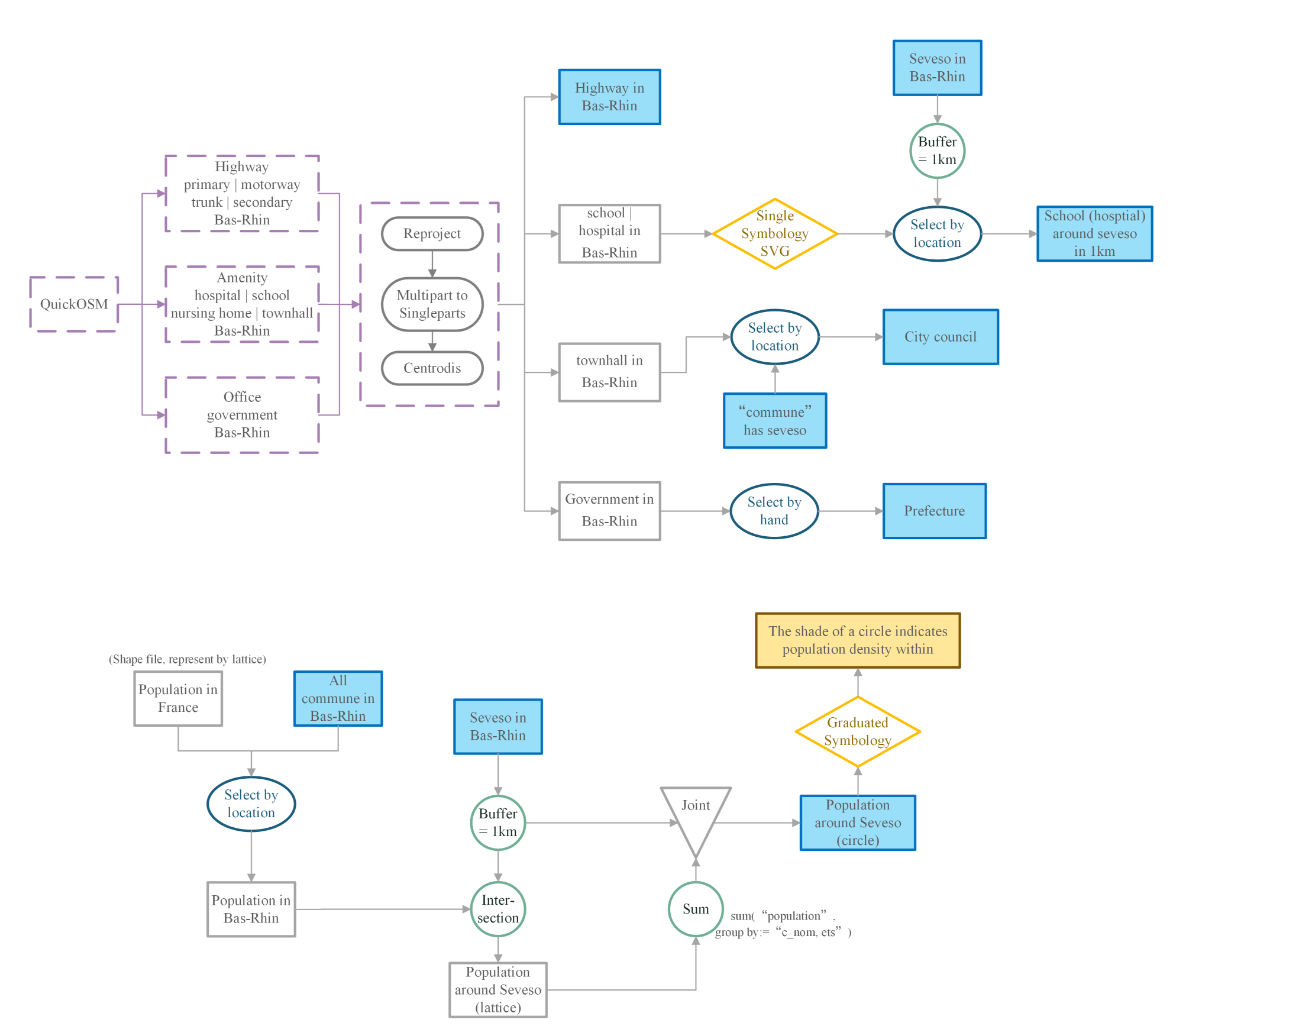 Seveso in
Bas-Rhin
Highway in
Bas-Rhin
Buffer
= 1km
Highway
primary | motorway
trunk | secondary
Bas-Rhin
school |
hospital in
Bas-Rhin
Single
Symbology
SVG
Select by
location
School (hosptial)
around seveso
in 1km
Reproject
QuickOSM
Amenity
hospital | school
nursing home | townhall
Bas-Rhin
Multipart to
Singleparts
Centrodis
townhall in
Bas-Rhin
Select by
location
City council
“commune”
has seveso
Office
government
Bas-Rhin
Government in
Bas-Rhin
Select by
hand
Prefecture
The shade of a circle indicates
population density within
(Shape file, represent by lattice)
Population in
France
All
commune in
Bas-Rhin
Seveso in
Bas-Rhin
Graduated
Symbology
Select by
location
Buffer
= 1km
Joint
Population
around Seveso
(circle)
Population in
Bas-Rhin
Inter-
section
Sum
sum( “population” ,
group by:= “c_nom, ets” )
Population
around Seveso
(lattice)